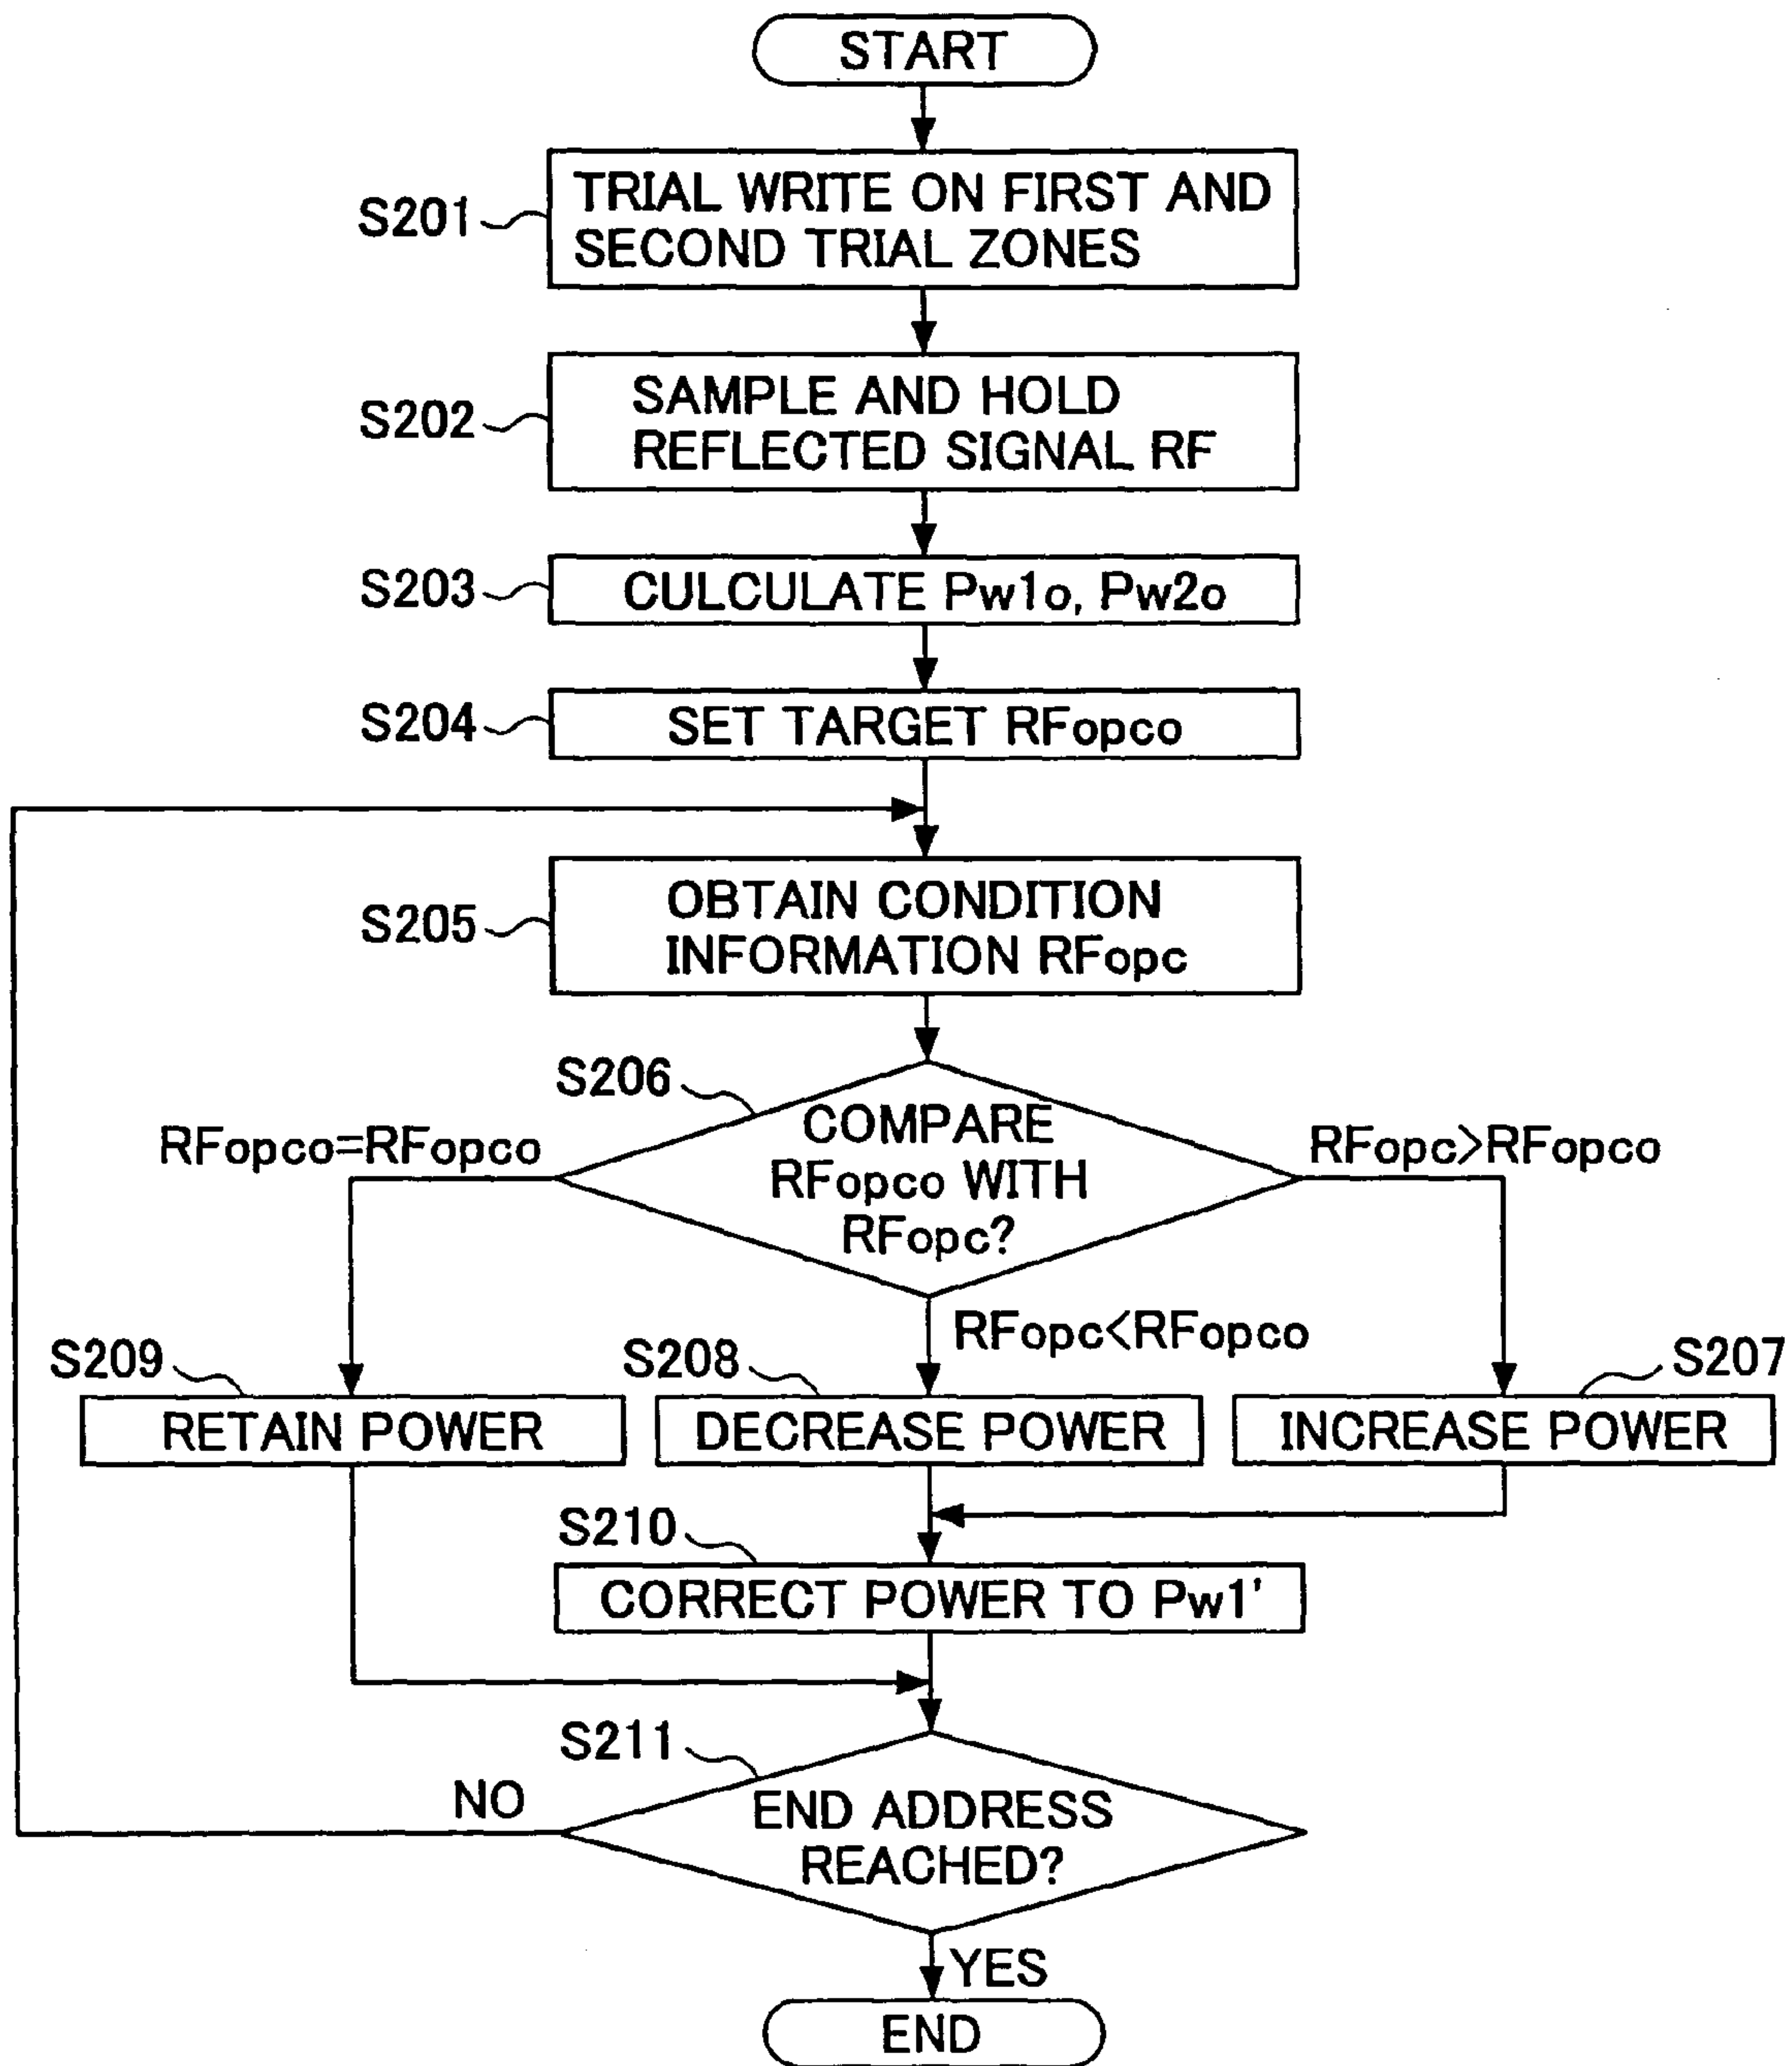 START
S201
TRIAL WRITE ON FIRST AND
SECOND TRIAL ZONES
S202
SAMPLE AND HOLD
REFLECTED SIGNAL RF
S203
CULCULATE Pw1o, Pw2o
S204
SET TARGET RFopco
S205
OBTAIN CONDITION
INFORMATION RFopc
S206
COMPARE
RFopco WITH
RFopc?
RFopco=RFopco
RFopc>RFopco
RFopc<RFopco
S209
RETAIN POWER
S208
DECREASE POWER
S207
INCREASE POWER
S210
CORRECT POWER TO Pw1'
S211
END ADDRESS
REACHED?
NO
YES
END